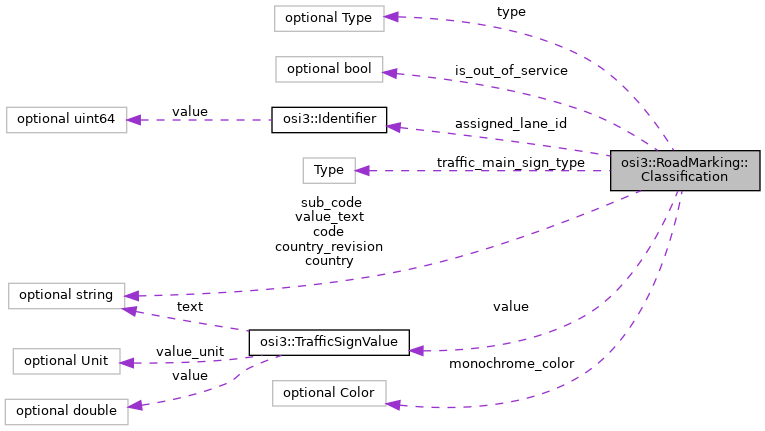 optional Type
type
optional bool
is_out_of_service
optional uint64
value
osi3::Identifier
assigned_lane_id
Type
traffic_main_sign_type
osi3::RoadMarking::
Classification
sub_code
value_text
code
country_revision
country
optional string
text
value
osi3::TrafficSignValue
value_unit
optional Unit
value
monochrome_color
optional Color
optional double